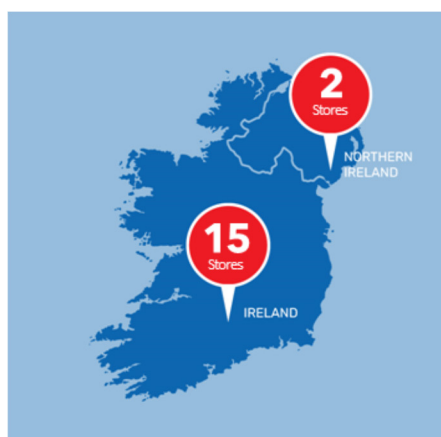 2
Stores
NORTHERN
IRELAND
15
Stores
IRELAND